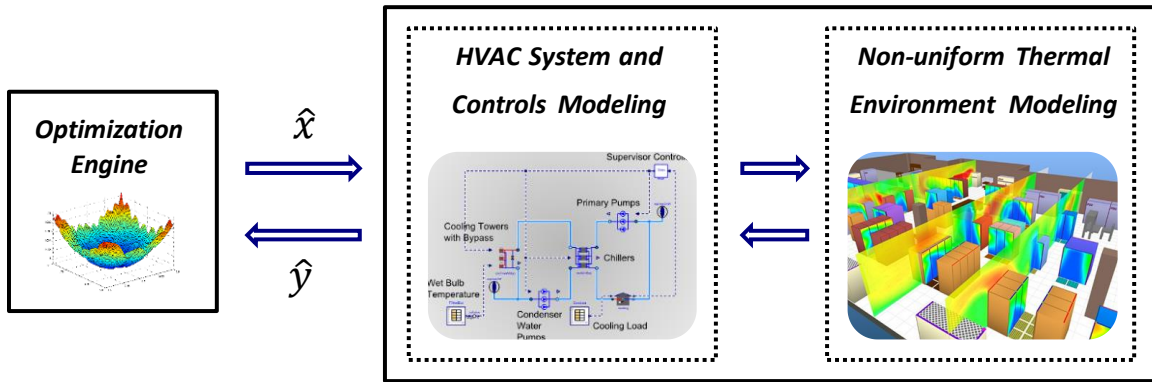 Optimization
Engine
x̂
ŷ
HVAC System and
Controls Modeling
Supervisor Control
Primary Pumps
Cooling Towers
with Bypass
Chillers
Wet Bulb
Temperature
Condenser
Water
Pumps
Cooling Load
Non-uniform Thermal
Environment Modeling